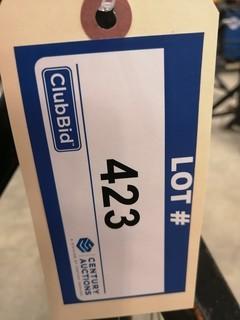 LOT #
423
ClubBid
CENTURY
AUCTIONS